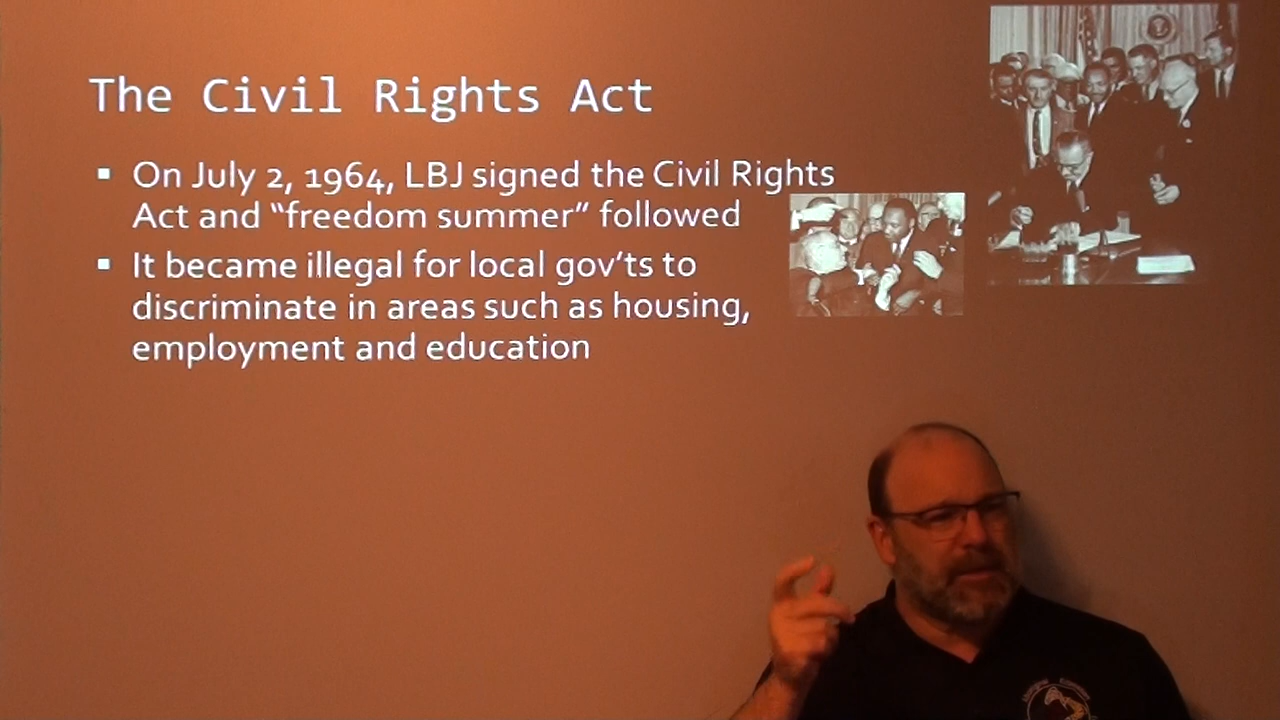 The Civil Rights Act
▪ On July 2, 1964, LBJ signed the Civil Rights
Act and “freedom summer” followed
▪ It became illegal for local gov’ts to
discriminate in areas such as housing,
employment and education